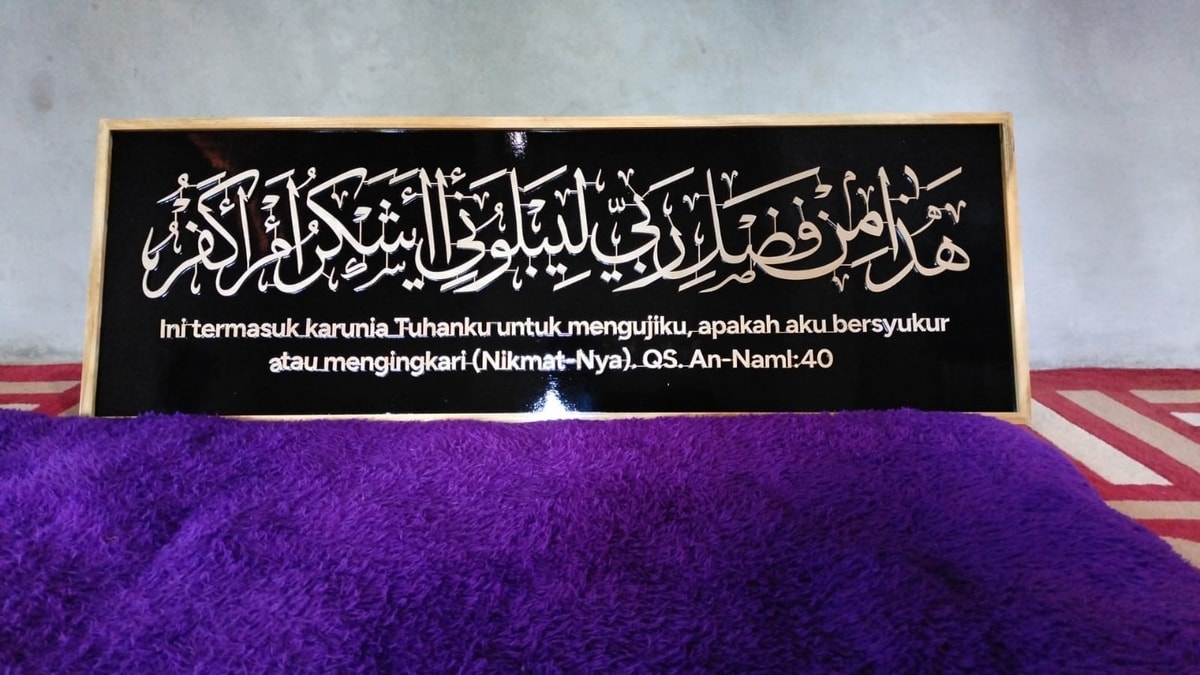 هَٰذَا مِنْ فَضْلِ رَبِّي لِيَبْلُوَنِي أَأَشْكُرُ أَمْ أَكْفُرُ
Ini termasuk karunia Tuhanku untuk mengujiku, apakah aku bersyukur
atau mengingkari (Nikmat-Nya). QS. An-Naml:40